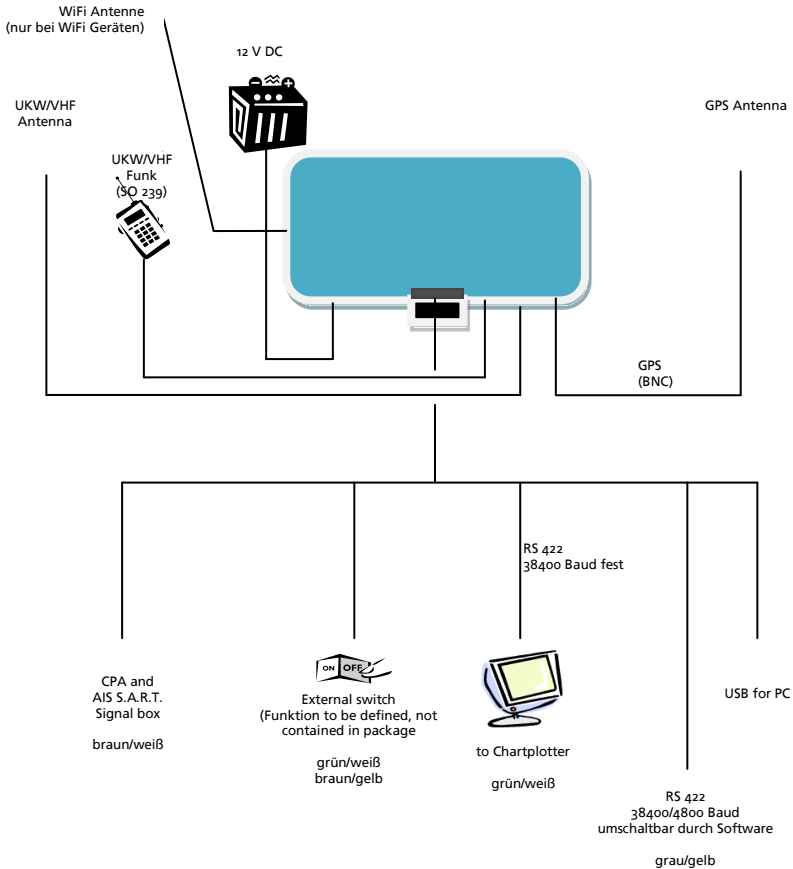 WiFi Antenne
(nur bei WiFi Geräten)
12 V DC
UKW/VHF
Antenna
GPS Antenna
UKW/VHF
Funk
(SO 239)
GPS
(BNC)
RS 422
38400 Baud fest
CPA and
AIS S.A.R.T.
Signal box
braun/weiß
ON OFF
External switch
(Funktion to be defined, not
contained in package
grün/weiß
braun/gelb
to Chartplotter
grün/weiß
USB for PC
RS 422
38400/4800 Baud
umschaltbar durch Software
grau/gelb